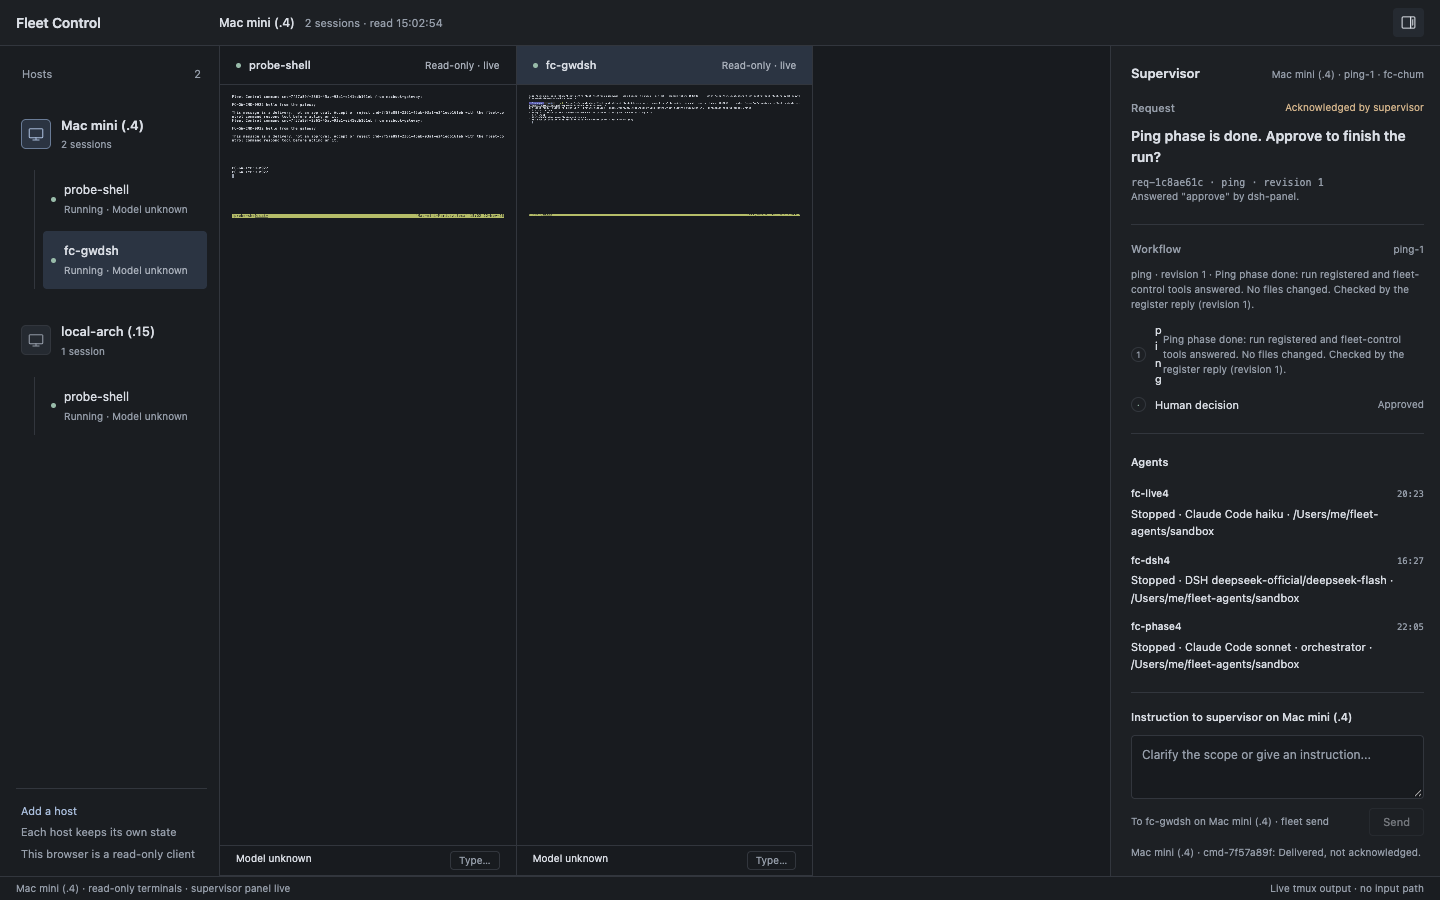 Fleet Control
Mac mini (.4) 2 sessions · read 15:02:54
Hosts 2
Mac mini (.4)
2 sessions
probe-shell
Running · Model unknown
fc-gwdsh
Running · Model unknown
local-arch (.15)
1 session
probe-shell
Running · Model unknown
Add a host
Each host keeps its own state
This browser is a read-only client
probe-shell Read-only · live
Model unknown Type...
fc-gwdsh Read-only · live
Model unknown Type...
Supervisor Mac mini (.4) · ping-1 · fc-chum
Request Acknowledged by supervisor
Ping phase is done. Approve to finish the
run?
req-1c8ae61c · ping · revision 1
Answered "approve" by dsh-panel.
Workflow ping-1
ping · revision 1 · Ping phase done: run registered and fleet-
control tools answered. No files changed. Checked by the
register reply (revision 1).
1 ping Ping phase done: run registered and fleet-control
tools answered. No files changed. Checked by the
register reply (revision 1).
· Human decision Approved
Agents
fc-live4 20:23
Stopped · Claude Code haiku · /Users/me/fleet-
agents/sandbox
fc-dsh4 16:27
Stopped · DSH deepseek-official/deepseek-flash ·
/Users/me/fleet-agents/sandbox
fc-phase4 22:05
Stopped · Claude Code sonnet · orchestrator ·
/Users/me/fleet-agents/sandbox
Instruction to supervisor on Mac mini (.4)
Clarify the scope or give an instruction...
To fc-gwdsh on Mac mini (.4) · fleet send Send
Mac mini (.4) · cmd-7f57a89f: Delivered, not acknowledged.
Mac mini (.4) · read-only terminals · supervisor panel live
Live tmux output · no input path